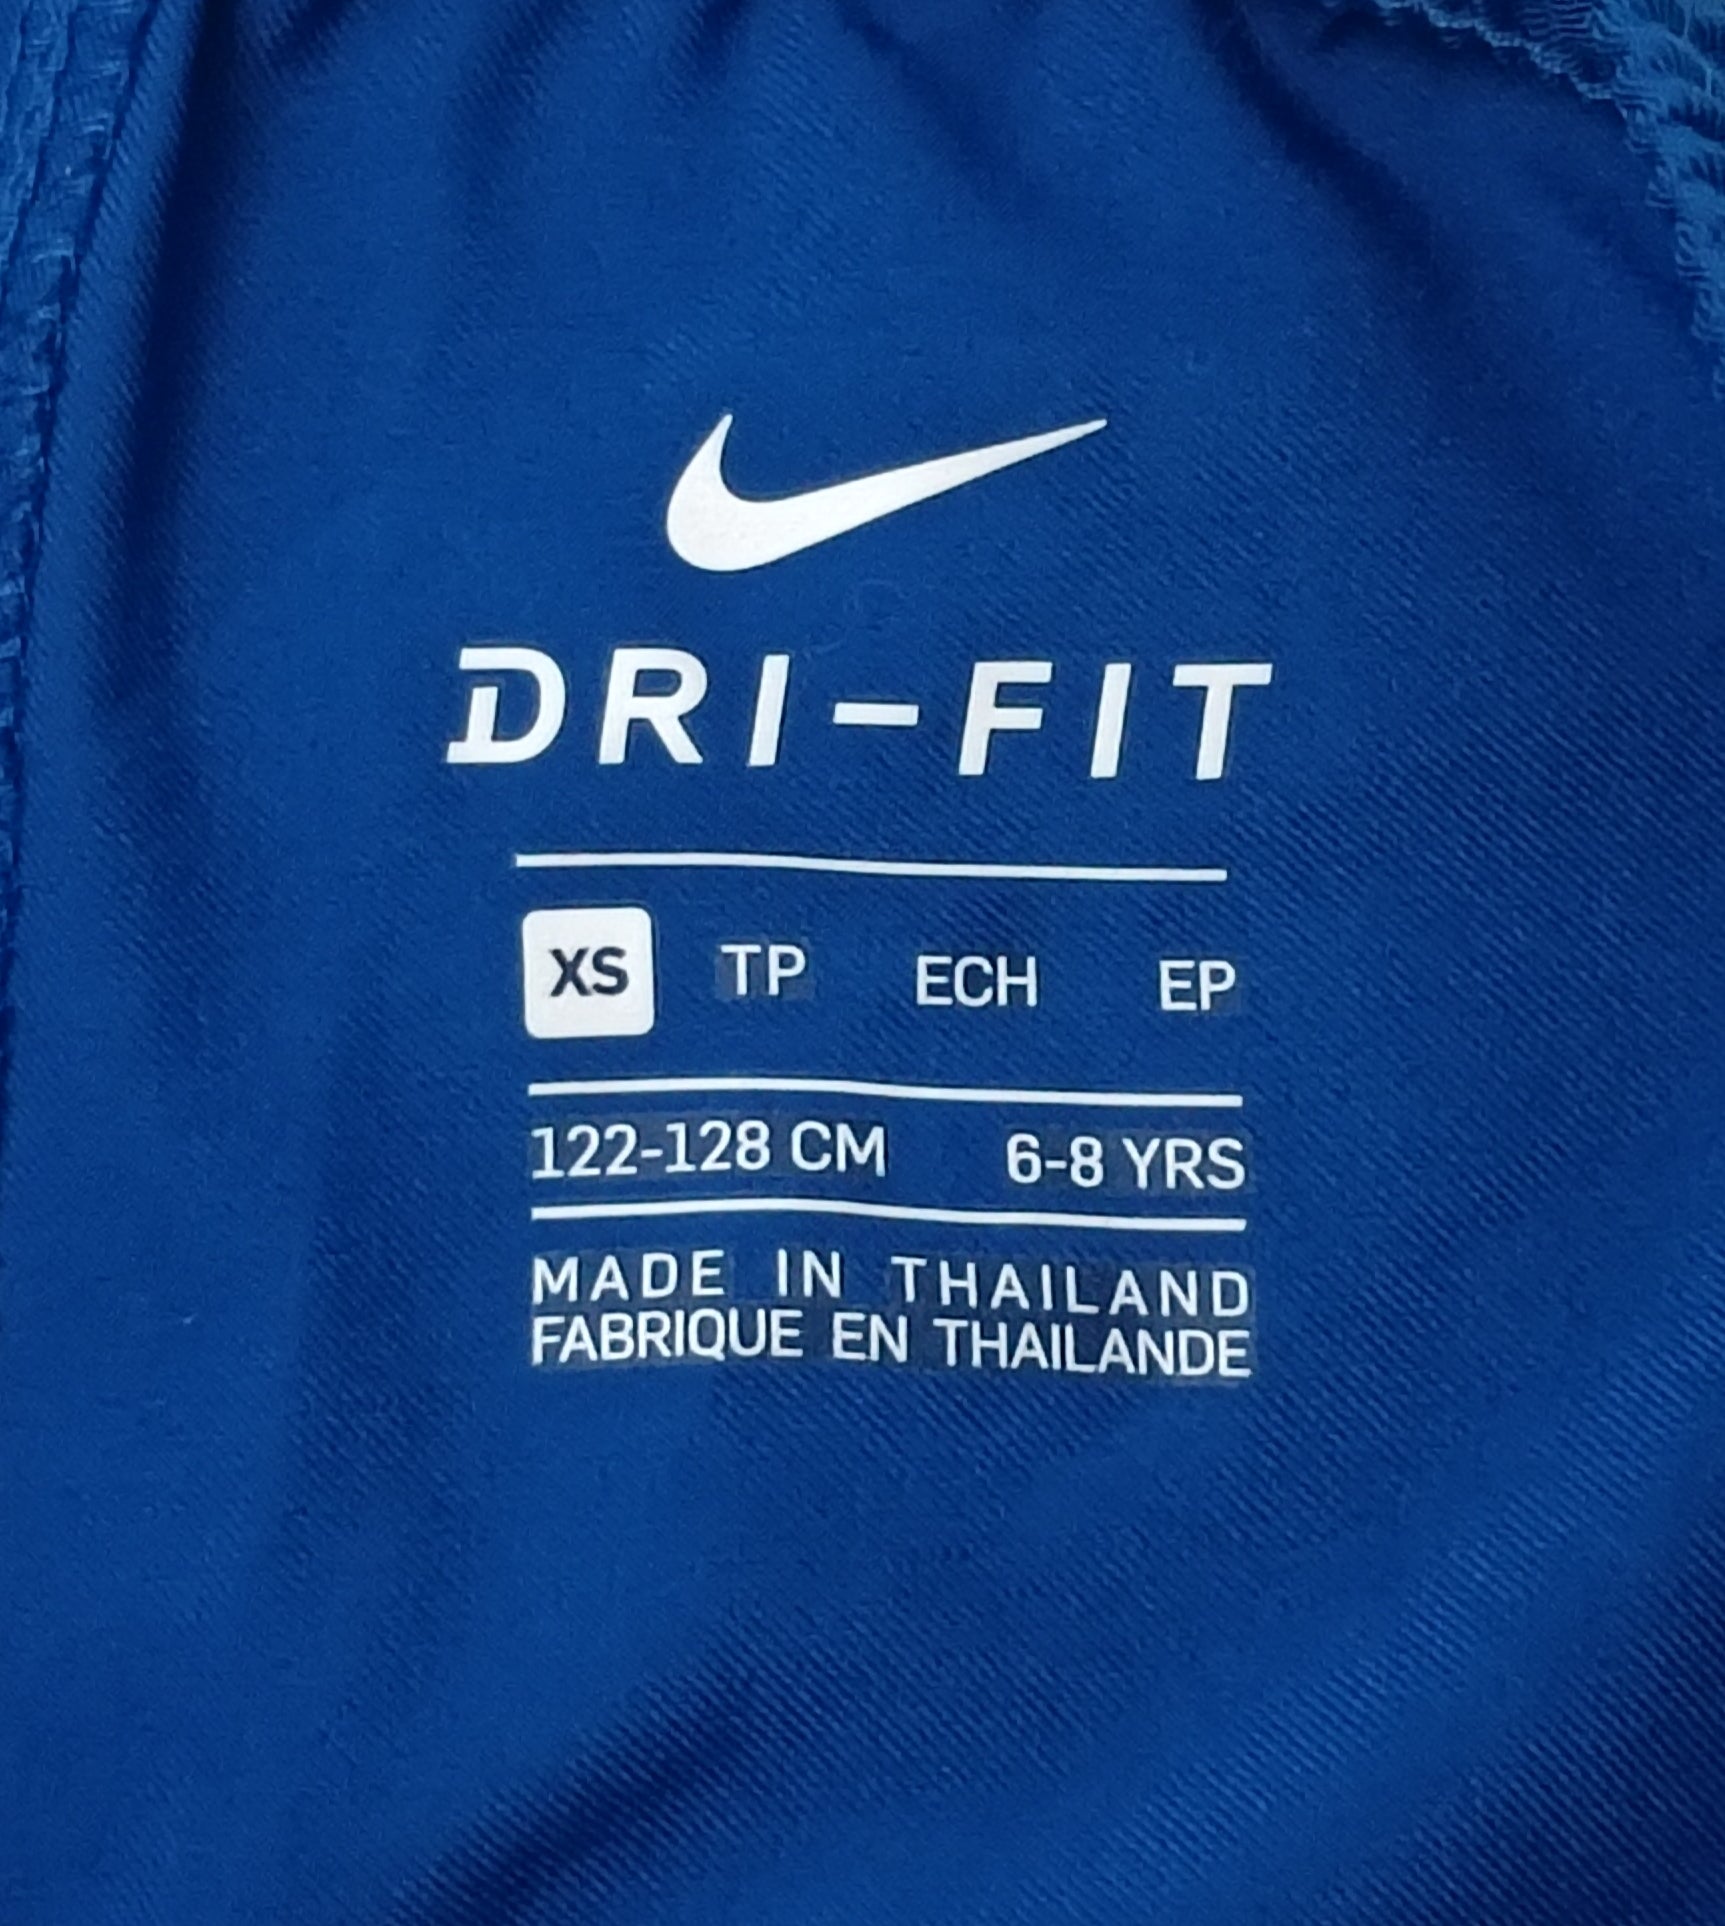 DRI-FIT
XS TP ECH EP
122-128 CM 6-8 YRS
MADE IN THAILAND
FABRIQUE EN THAILANDE